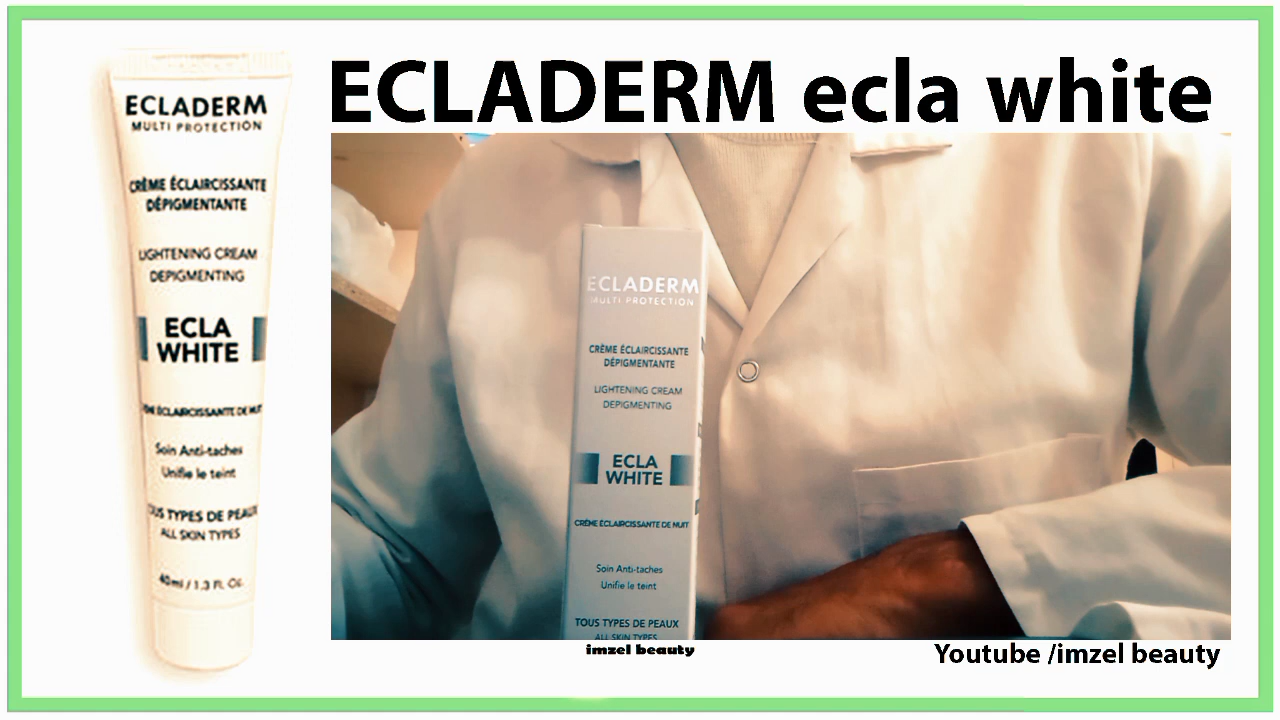 ECLADERM ecla white
ECLADERM
MULTI PROTECTION
CRÈME ÉCLAIRCISSANTE
DÉPIGMENTANTE
LIGHTENING CREAM
DEPIGMENTING
ECLA
WHITE
ÉCLAIRCISSANTE DE NUIT
Soin Anti-taches
Unifie le teint
TYPES DE PEAUX
ALL SKIN TYPES
40ml / 1.3 FL Oz.
ECLADERM
MULTI PROTECTION
CRÈME ÉCLAIRCISSANTE
DÉPIGMENTANTE
LIGHTENING CREAM
DEPIGMENTING
ECLA
WHITE
CRÈME ÉCLAIRCISSANTE DE NUIT
Soin Anti-taches
Unifie le teint
TOUS TYPES DE PEAUX
ALL SKIN TYPES
imzel beauty
Youtube /imzel beauty